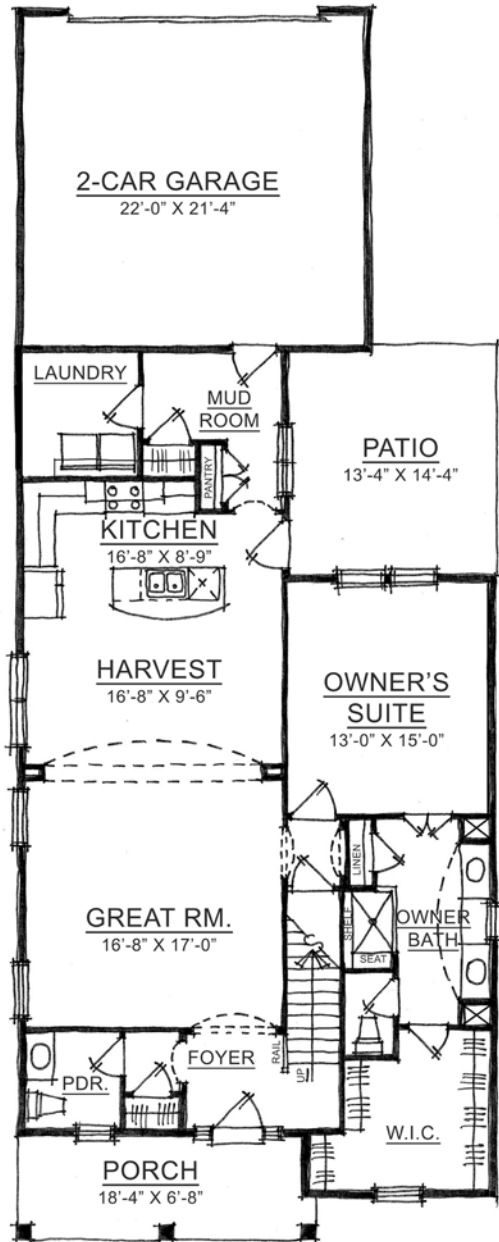 2-CAR GARAGE
22'-0" X 21'-4"
LAUNDRY
MUD
ROOM
PANTRY
PATIO
13'-4" X 14'-4"
KITCHEN
16'-8" X 8'-9"
HARVEST
16'-8" X 9'-6"
OWNER'S
SUITE
13'-0" X 15'-0"
LINEN
GREAT RM.
16'-8" X 17'-0"
SHELF
SEAT
OWNER
BATH
FOYER
RAIL
UP
PDR.
W.I.C.
PORCH
18'-4" X 6'-8"